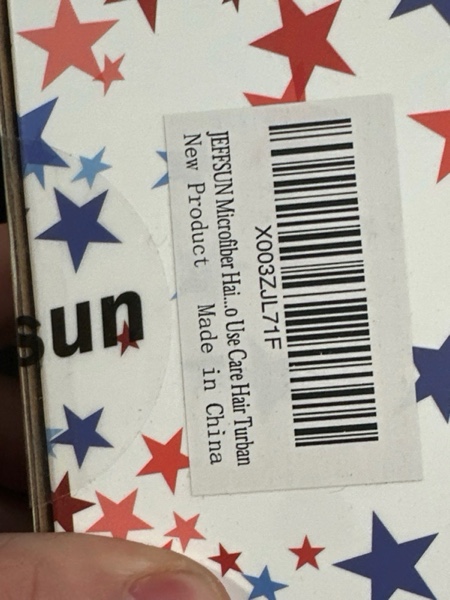 X003ZJL71F
JEFFSUN Microfiber Hai...o Use Care Hair Turban
New Product Made in China
sun